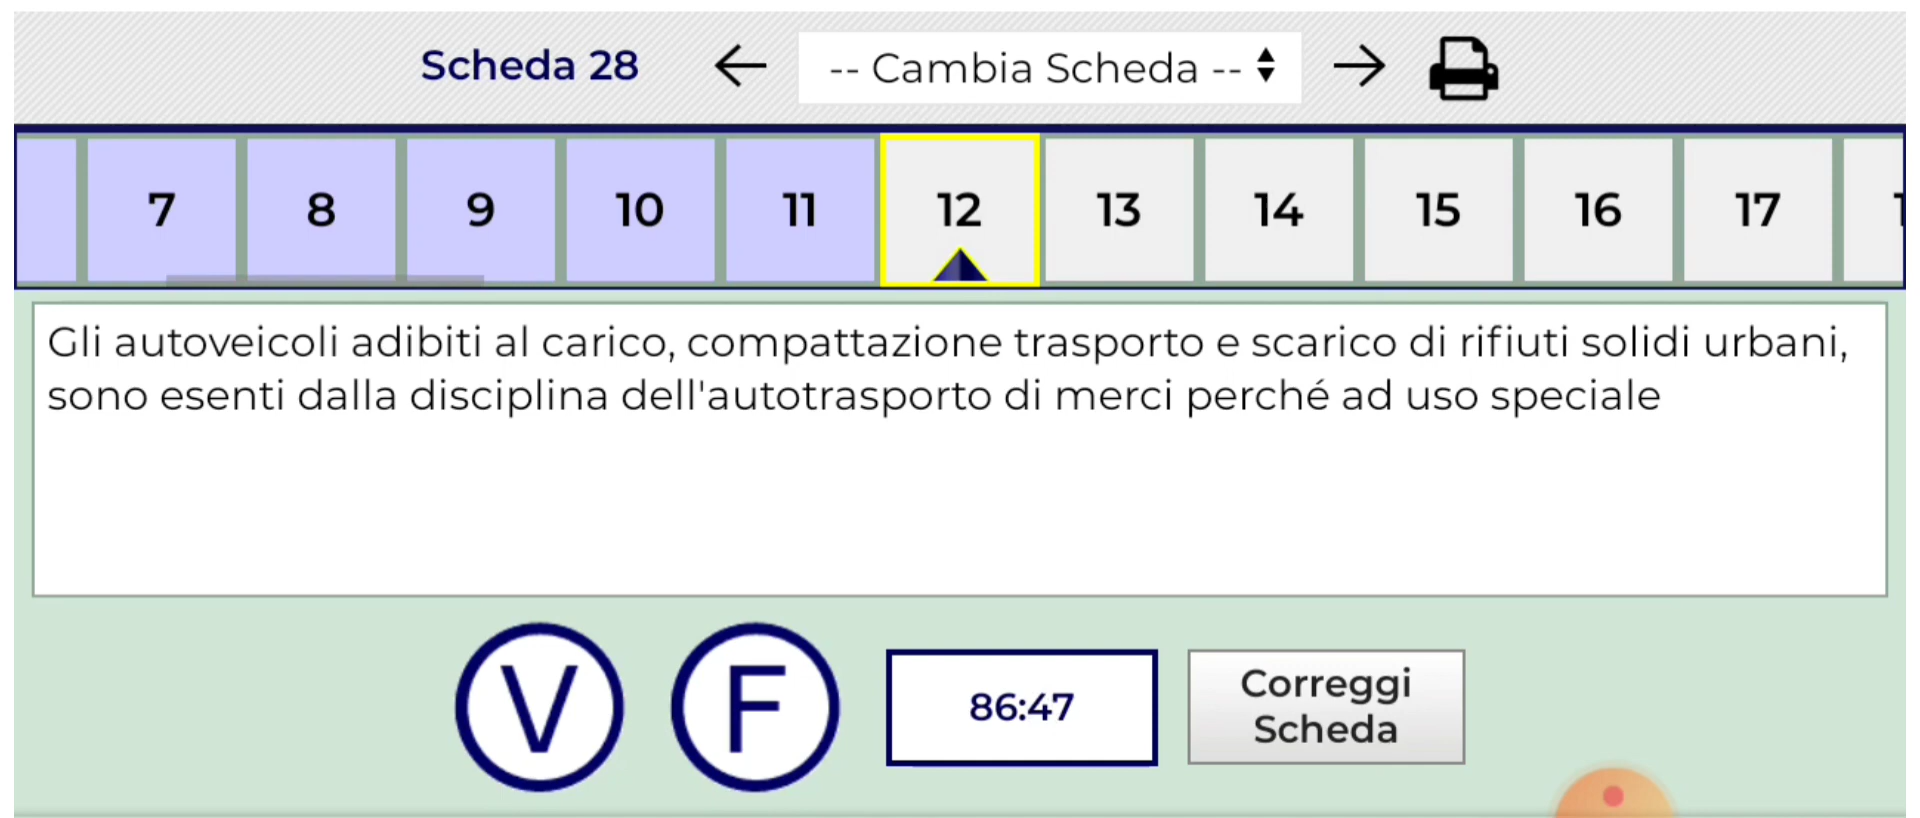 Scheda 28 ← -- Cambia Scheda -- →
7 8 9 10 11 12 13 14 15 16 17
Gli autoveicoli adibiti al carico, compattazione trasporto e scarico di rifiuti solidi urbani,
sono esenti dalla disciplina dell'autotrasporto di merci perché ad uso speciale
V F 86:47 Correggi
Scheda